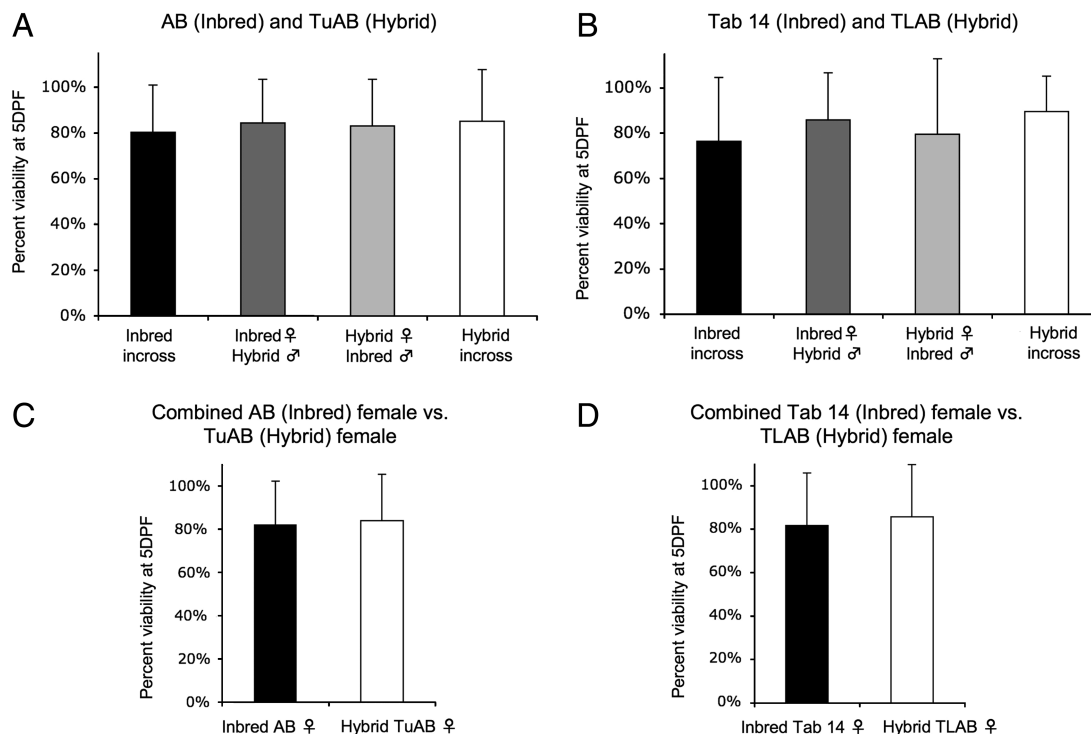 A
AB (Inbred) and TuAB (Hybrid)
Percent viability at 5DPF
100%
80%
60%
40%
20%
0%
Inbred
incross
Inbred ♀
Hybrid ♂
Hybrid ♀
Inbred ♂
Hybrid
incross
B
Tab 14 (Inbred) and TLAB (Hybrid)
Percent viability at 5DPF
100%
80%
60%
40%
20%
0%
Inbred
incross
Inbred ♀
Hybrid ♂
Hybrid ♀
Inbred ♂
Hybrid
incross
C
Combined AB (Inbred) female vs.
TuAB (Hybrid) female
Percent viability at 5DPF
100%
80%
60%
40%
20%
0%
Inbred AB ♀
Hybrid TuAB ♀
D
Combined Tab 14 (Inbred) female vs.
TLAB (Hybrid) female
Percent viability at 5DPF
100%
80%
60%
40%
20%
0%
Inbred Tab 14 ♀
Hybrid TLAB ♀